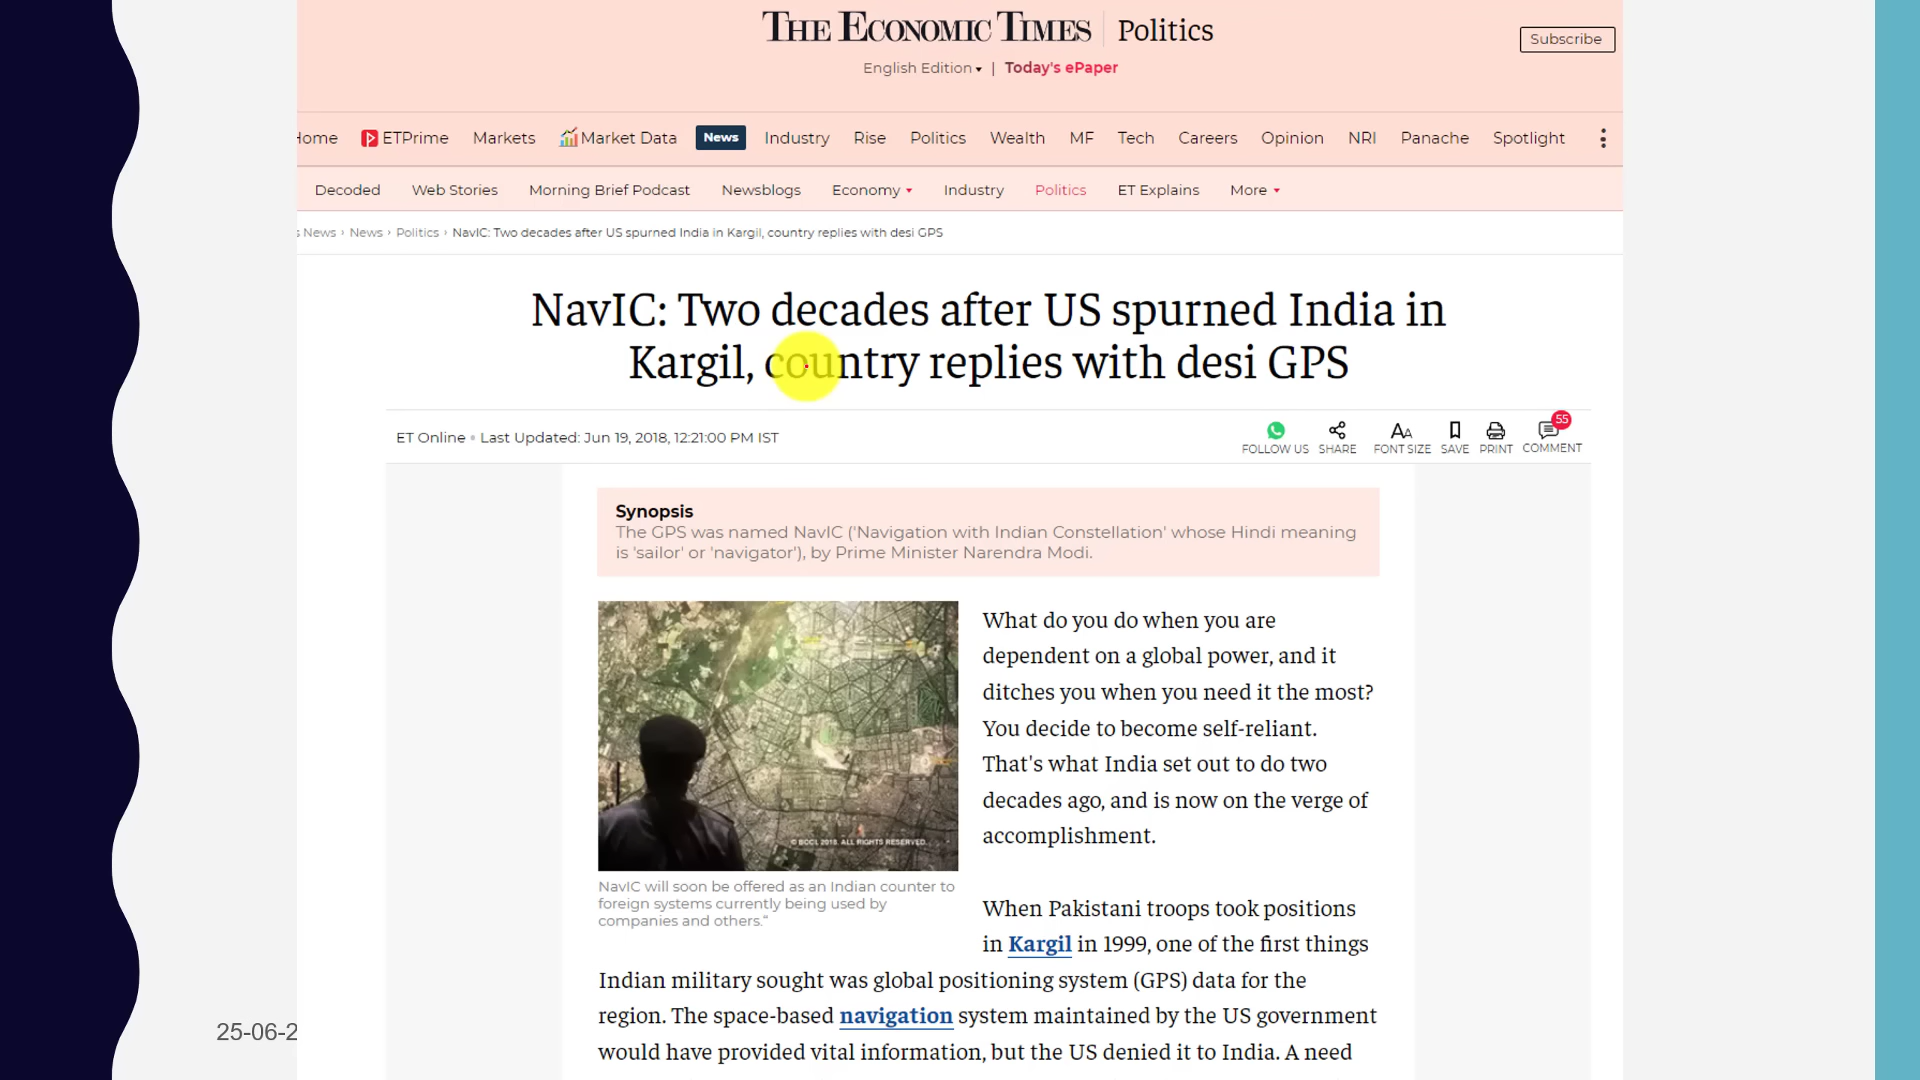 THE ECONOMIC TIMES | Politics
Subscribe
English Edition | Today's ePaper
Home ETPrime Markets Market Data News Industry Rise Politics Wealth MF Tech Careers Opinion NRI Panache Spotlight
Decoded Web Stories Morning Brief Podcast Newsblogs Economy Industry Politics ET Explains More
s News › News › Politics › NavIC: Two decades after US spurned India in Kargil, country replies with desi GPS
NavIC: Two decades after US spurned India in
Kargil, country replies with desi GPS
ET Online • Last Updated: Jun 19, 2018, 12:21:00 PM IST
55
FOLLOW US SHARE FONT SIZE SAVE PRINT COMMENT
Synopsis
The GPS was named NavIC ('Navigation with Indian Constellation' whose Hindi meaning
is 'sailor' or 'navigator'), by Prime Minister Narendra Modi.
© BCCL 2018. ALL RIGHTS RESERVED.
NavIC will soon be offered as an Indian counter to
foreign systems currently being used by
companies and others."
What do you do when you are
dependent on a global power, and it
ditches you when you need it the most?
You decide to become self-reliant.
That's what India set out to do two
decades ago, and is now on the verge of
accomplishment.
When Pakistani troops took positions
in Kargil in 1999, one of the first things
Indian military sought was global positioning system (GPS) data for the
region. The space-based navigation system maintained by the US government
would have provided vital information, but the US denied it to India. A need
25-06-2